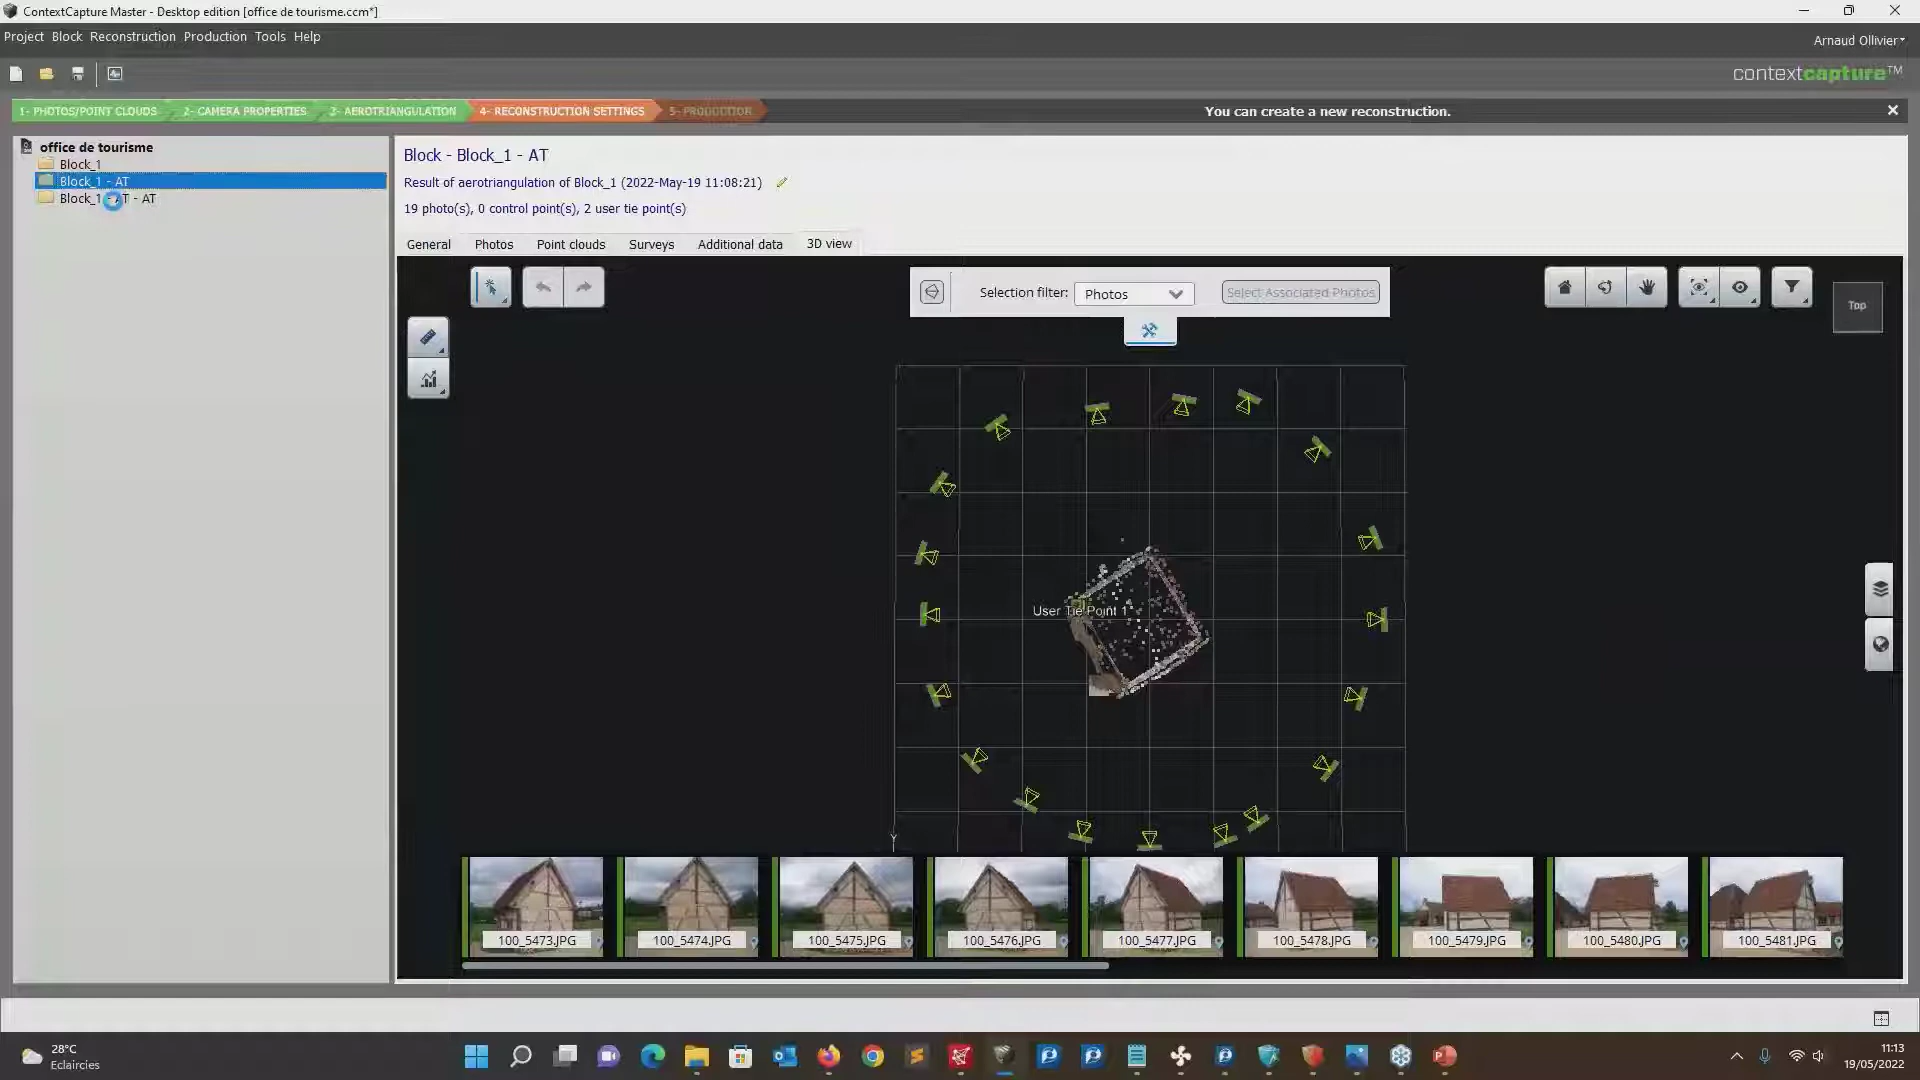 ContextCapture Master - Desktop edition [office de tourisme.ccm*]
Project Block Reconstruction Production Tools Help
Arnaud Ollivier
contextcapture™
1- PHOTOS/POINT CLOUDS 2- CAMERA PROPERTIES 3- AEROTRIANGULATION 4- RECONSTRUCTION SETTINGS 5- PRODUCTION
You can create a new reconstruction.
office de tourisme
Block_1
Block_1 - AT
Block_1 - AT - AT
Block - Block_1 - AT
Result of aerotriangulation of Block_1 (2022-May-19 11:08:21)
19 photo(s), 0 control point(s), 2 user tie point(s)
General Photos Point clouds Surveys Additional data 3D view
Selection filter: Photos Select Associated Photos
Top
User Tie Point 1
Y
100_5473.JPG 100_5474.JPG 100_5475.JPG 100_5476.JPG 100_5477.JPG 100_5478.JPG 100_5479.JPG 100_5480.JPG 100_5481.JPG
28°C
Eclaircies
11:13
19/05/2022